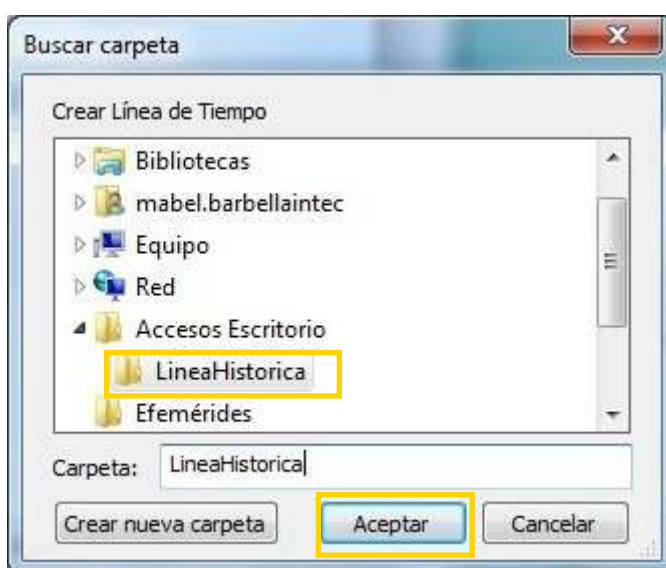 Buscar carpeta
Crear Línea de Tiempo
Bibliotecas
mabel.barbellaintec
Equipo
Red
Accesos Escritorio
LineaHistorica
Efemérides
Carpeta: LineaHistorica
Crear nueva carpeta Aceptar Cancelar